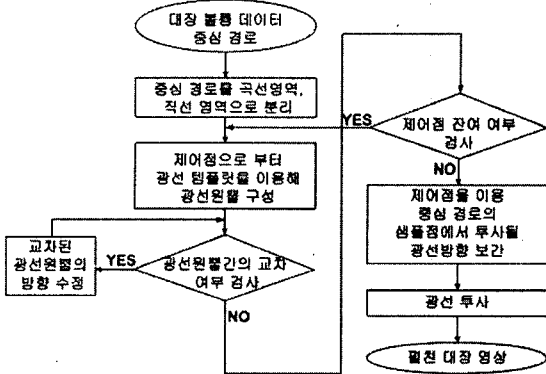 대장 볼륨 데이터
중심 경로
중심 경로를 곡선영역,
직선 영역으로 분리
제어점으로 부터
광선 템플릿을 이용해
광선원뿔 구성
광선원뿔간의 교차
여부 검사
YES
교차된
광선원뿔의
방향 수정
NO
제어점 잔여 여부
검사
YES
NO
제어점을 이용
중심 경로의
샘플점에서 투사될
광선방향 보간
광선 투사
펼친 대장 영상